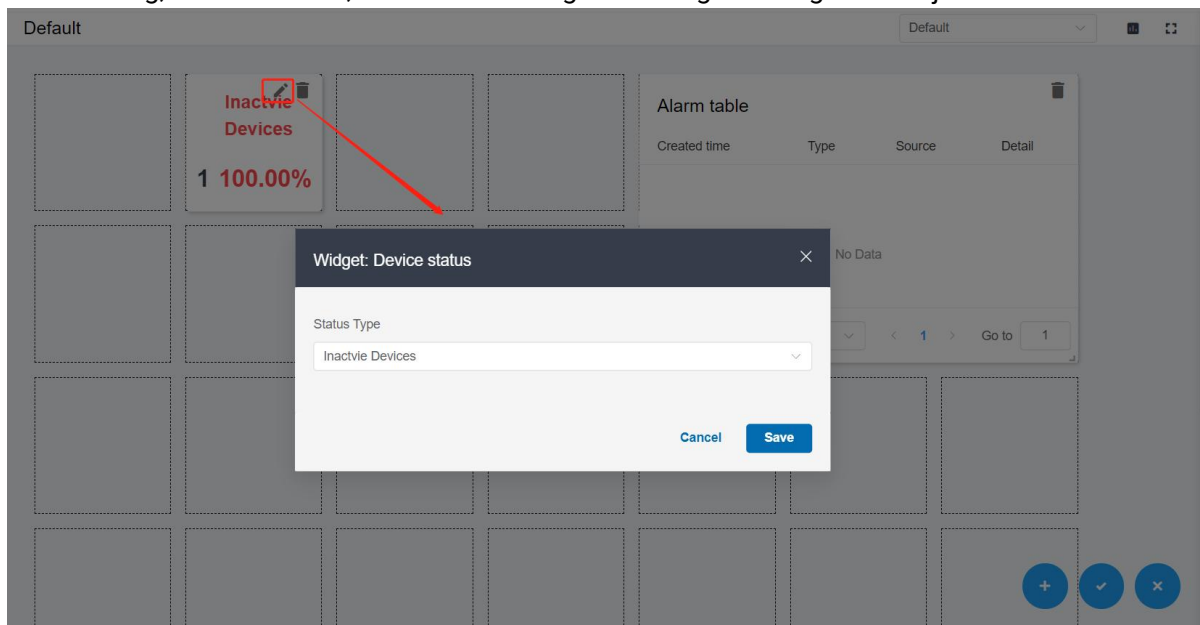 Default
Default
Inactvie
Devices
1 100.00%
Alarm table
Created time Type Source Detail
No Data
1 Go to 1
Widget: Device status
Status Type
Inactvie Devices
Cancel Save